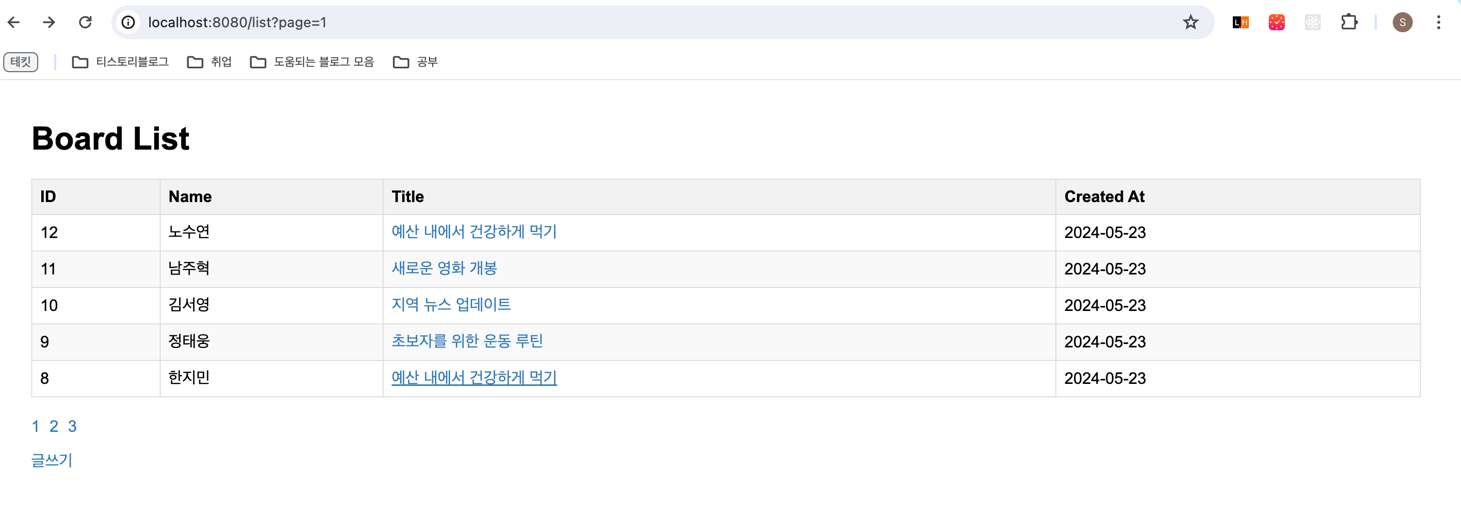 localhost:8080/list?page=1
LH
S
테킷 티스토리블로그 취업 도움되는 블로그 모음 공부
Board List
ID Name Title Created At
12 노수연 예산 내에서 건강하게 먹기 2024-05-23
11 남주혁 새로운 영화 개봉 2024-05-23
10 김서영 지역 뉴스 업데이트 2024-05-23
9 정태웅 초보자를 위한 운동 루틴 2024-05-23
8 한지민 예산 내에서 건강하게 먹기 2024-05-23
1 2 3
글쓰기